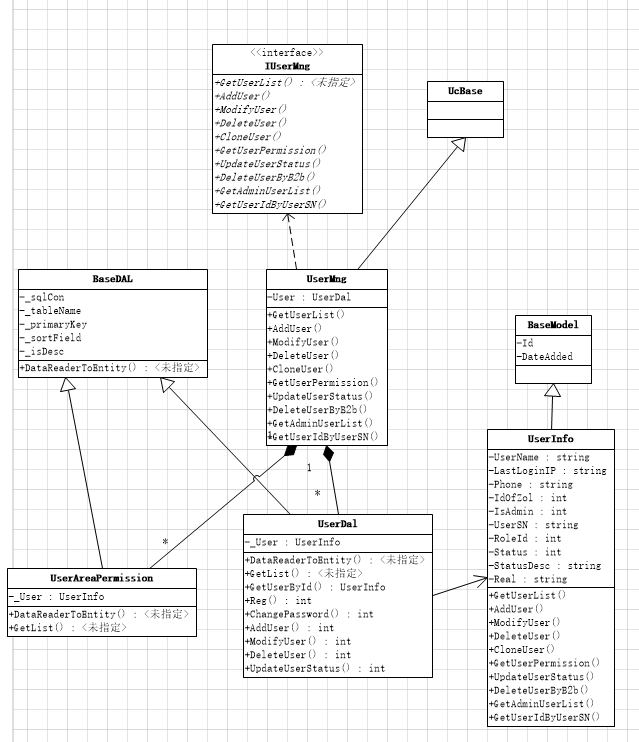 <<interface>>
IUserMng
+GetUserList() : <未指定>
+AddUser()
+ModifyUser()
+DeleteUser()
+CloneUser()
+GetUserPermission()
+UpdateUserStatus()
+DeleteUserByB2b()
+GetAdminUserList()
+GetUserIdByUserSN()
UcBase
BaseDAL
-_sqlCon
-_tableName
-_primaryKey
-_sortField
-_isDesc
+DataReaderToEntity() : <未指定>
UserMng
-User : UserDal
+GetUserList()
+AddUser()
+ModifyUser()
+DeleteUser()
+CloneUser()
+GetUserPermission()
+UpdateUserStatus()
+DeleteUserByB2b()
+GetAdminUserList()
+GetUserIdByUserSN()
1
1
*
*
BaseModel
-Id
-DateAdded
UserInfo
-UserName : string
-LastLoginIP : string
-Phone : string
-IdOfZol : int
-IsAdmin : int
-UserSN : string
-RoleId : int
-Status : int
-StatusDesc : string
-Real : string
+GetUserList()
+AddUser()
+ModifyUser()
+DeleteUser()
+CloneUser()
+GetUserPermission()
+UpdateUserStatus()
+DeleteUserByB2b()
+GetAdminUserList()
+GetUserIdByUserSN()
UserDal
-_User : UserInfo
+DataReaderToEntity() : <未指定>
+GetList() : <未指定>
+GetUserById() : UserInfo
+Reg() : int
+ChangePassword() : int
+AddUser() : int
+ModifyUser() : int
+DeleteUser() : int
+UpdateUserStatus() : int
UserAreaPermission
-_User : UserInfo
+DataReaderToEntity() : <未指定>
+GetList() : <未指定>